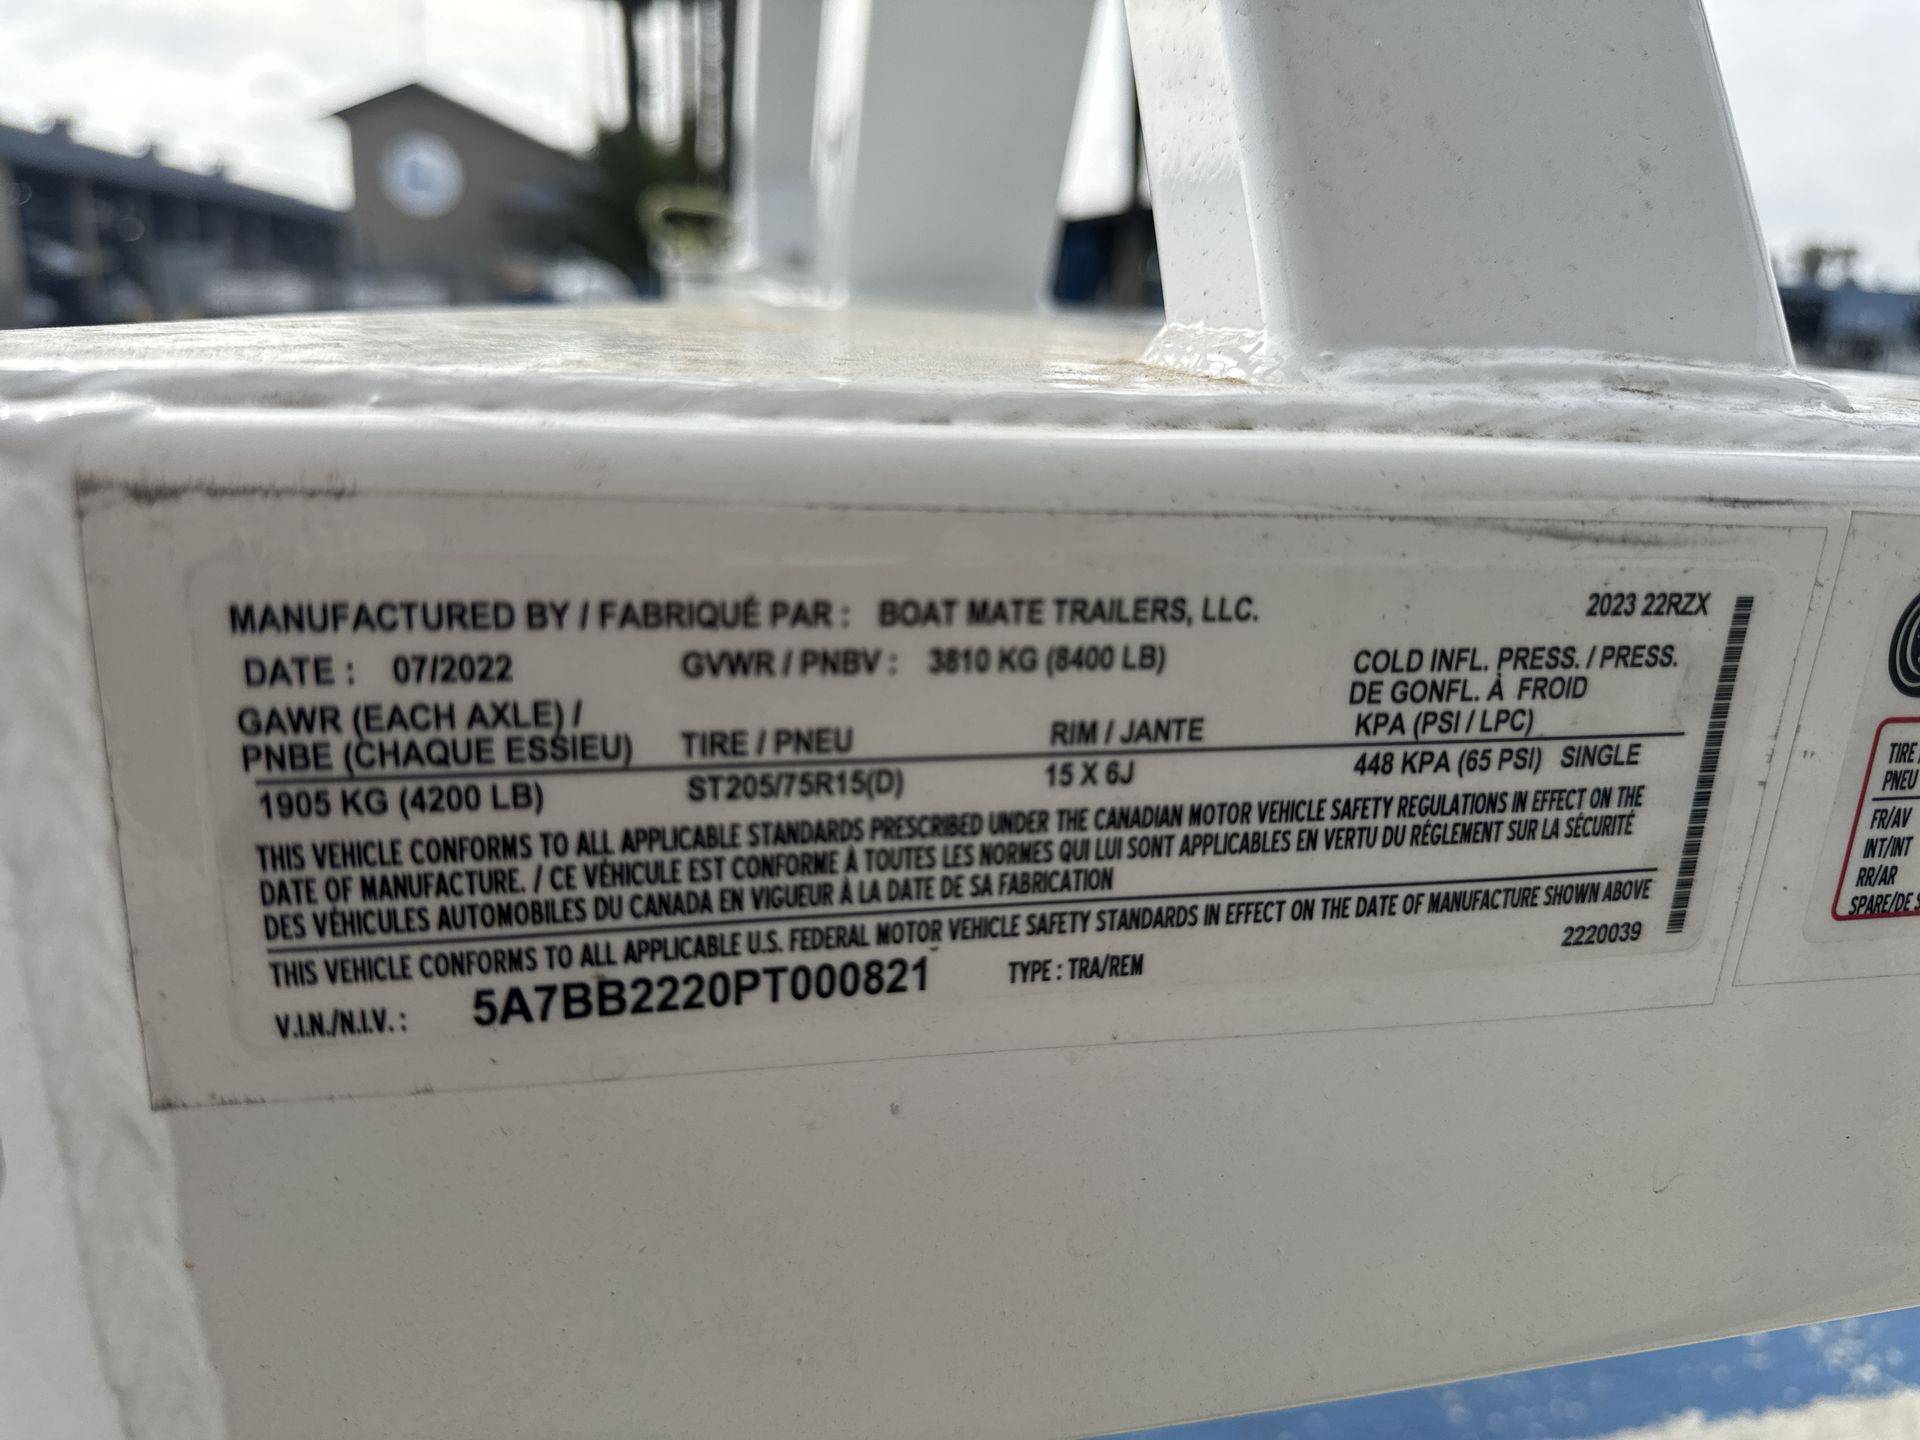 MANUFACTURED BY / FABRIQUÉ PAR : BOAT MATE TRAILERS, LLC.
2023 22RZX
DATE : 07/2022 GVWR / PNBV : 3810 KG (8400 LB)
COLD INFL. PRESS. / PRESS.
DE GONFL. À FROID
KPA (PSI / LPC)
GAWR (EACH AXLE) /
PNBE (CHAQUE ESSIEU) TIRE / PNEU RIM / JANTE
1905 KG (4200 LB) ST205/75R15(D) 15 X 6J 448 KPA (65 PSI) SINGLE
THIS VEHICLE CONFORMS TO ALL APPLICABLE STANDARDS PRESCRIBED UNDER THE CANADIAN MOTOR VEHICLE SAFETY REGULATIONS IN EFFECT ON THE
DATE OF MANUFACTURE. / CE VÉHICULE EST CONFORME À TOUTES LES NORMES QUI LUI SONT APPLICABLES EN VERTU DU RÉGLEMENT SUR LA SÉCURITÉ
DES VÉHICULES AUTOMOBILES DU CANADA EN VIGUEUR À LA DATE DE SA FABRICATION
THIS VEHICLE CONFORMS TO ALL APPLICABLE U.S. FEDERAL MOTOR VEHICLE SAFETY STANDARDS IN EFFECT ON THE DATE OF MANUFACTURE SHOWN ABOVE
2220039
V.I.N./N.I.V. : 5A7BB2220PT000821 TYPE : TRA/REM
TIRE
PNEU
FR/AV
INT/INT
RR/AR
SPARE/DE